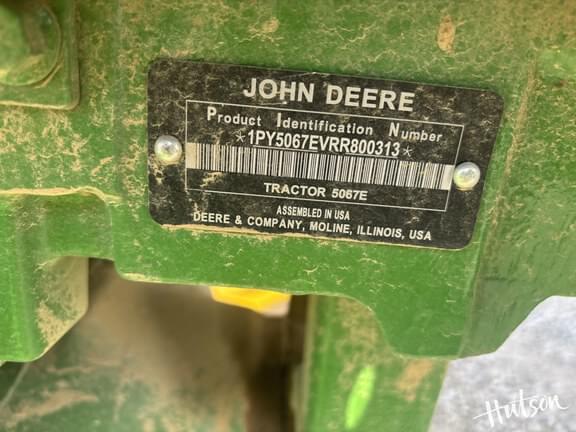 JOHN DEERE
Product Identification Number
*1PY5067EVRR800313*
TRACTOR 5067E
ASSEMBLED IN USA
DEERE & COMPANY, MOLINE, ILLINOIS, USA
Hutson